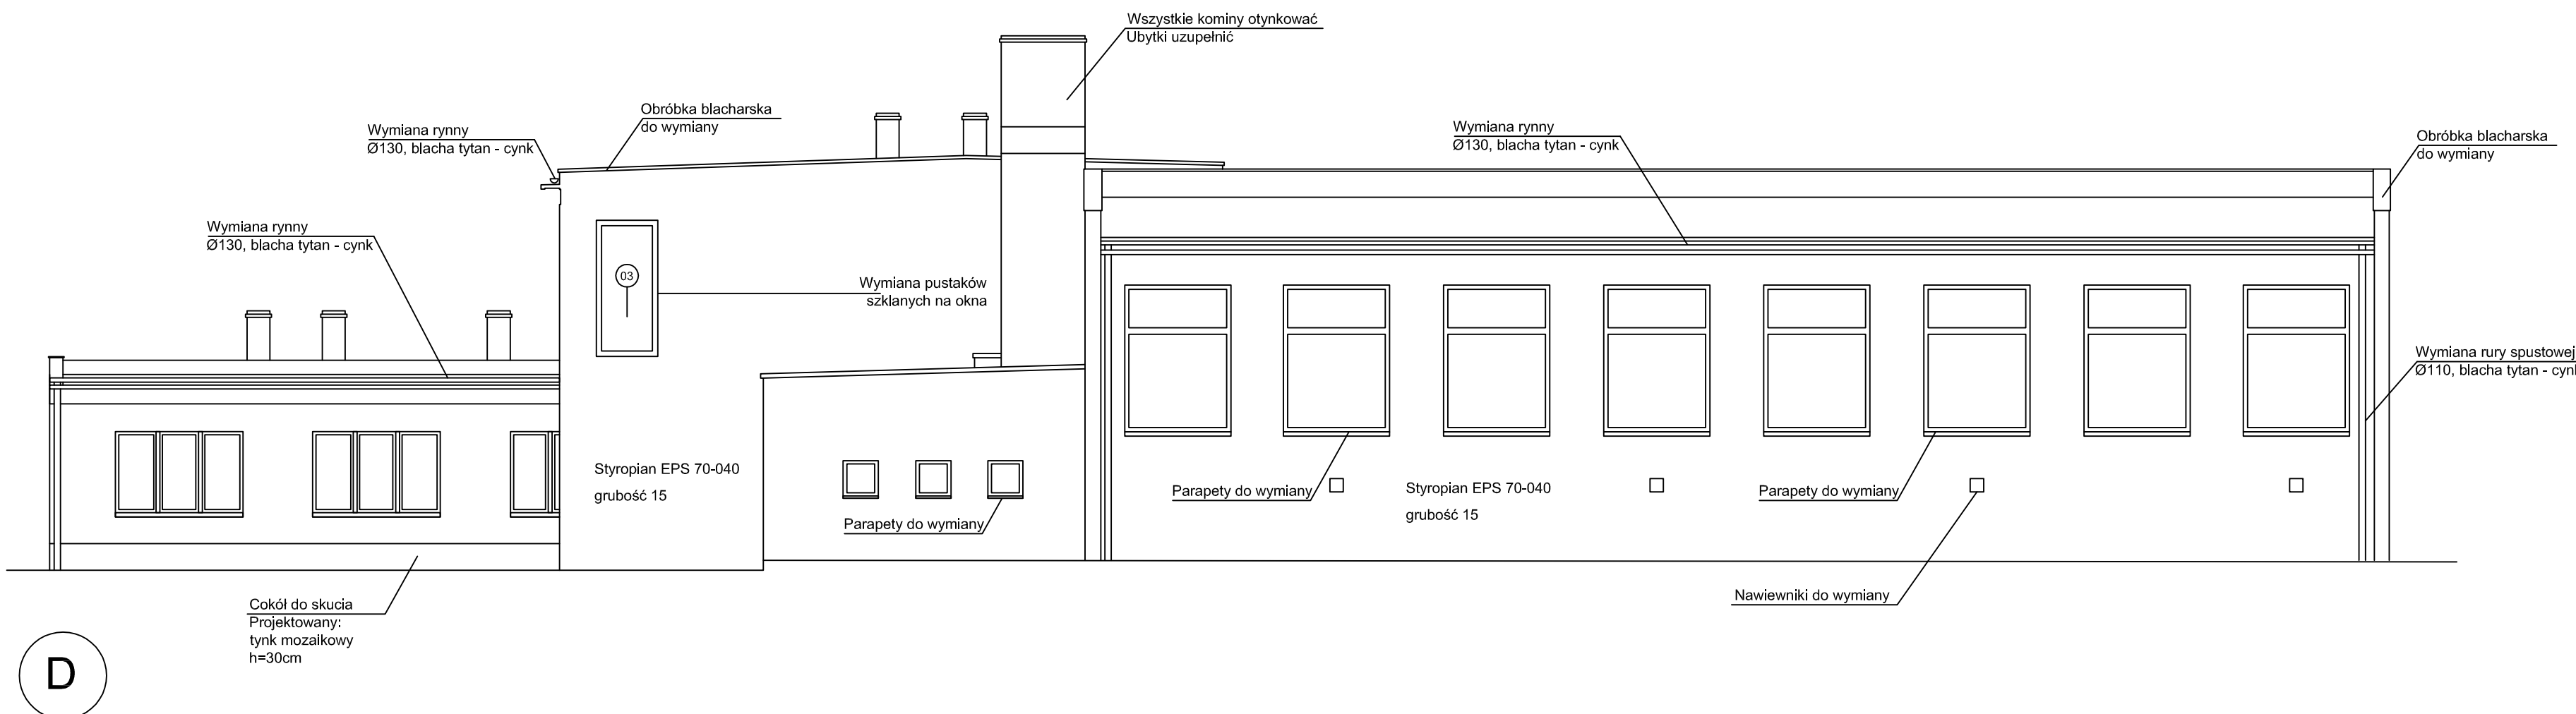 Wszystkie kominy otynkować
Ubytki uzupełnić
Obróbka blacharska
do wymiany
Wymiana rynny
Ø130, blacha tytan - cynk
Wymiana rynny
Ø130, blacha tytan - cynk
Obróbka blacharska
do wymiany
Wymiana rynny
Ø130, blacha tytan - cynk
03
Wymiana pustaków
szklanych na okna
Wymiana rury spustowej
Ø110, blacha tytan - cynk
Styropian EPS 70-040
grubość 15
Parapety do wymiany
Parapety do wymiany
Styropian EPS 70-040
grubość 15
Parapety do wymiany
Nawiewniki do wymiany
Cokół do skucia
Projektowany:
tynk mozaikowy
h=30cm
D